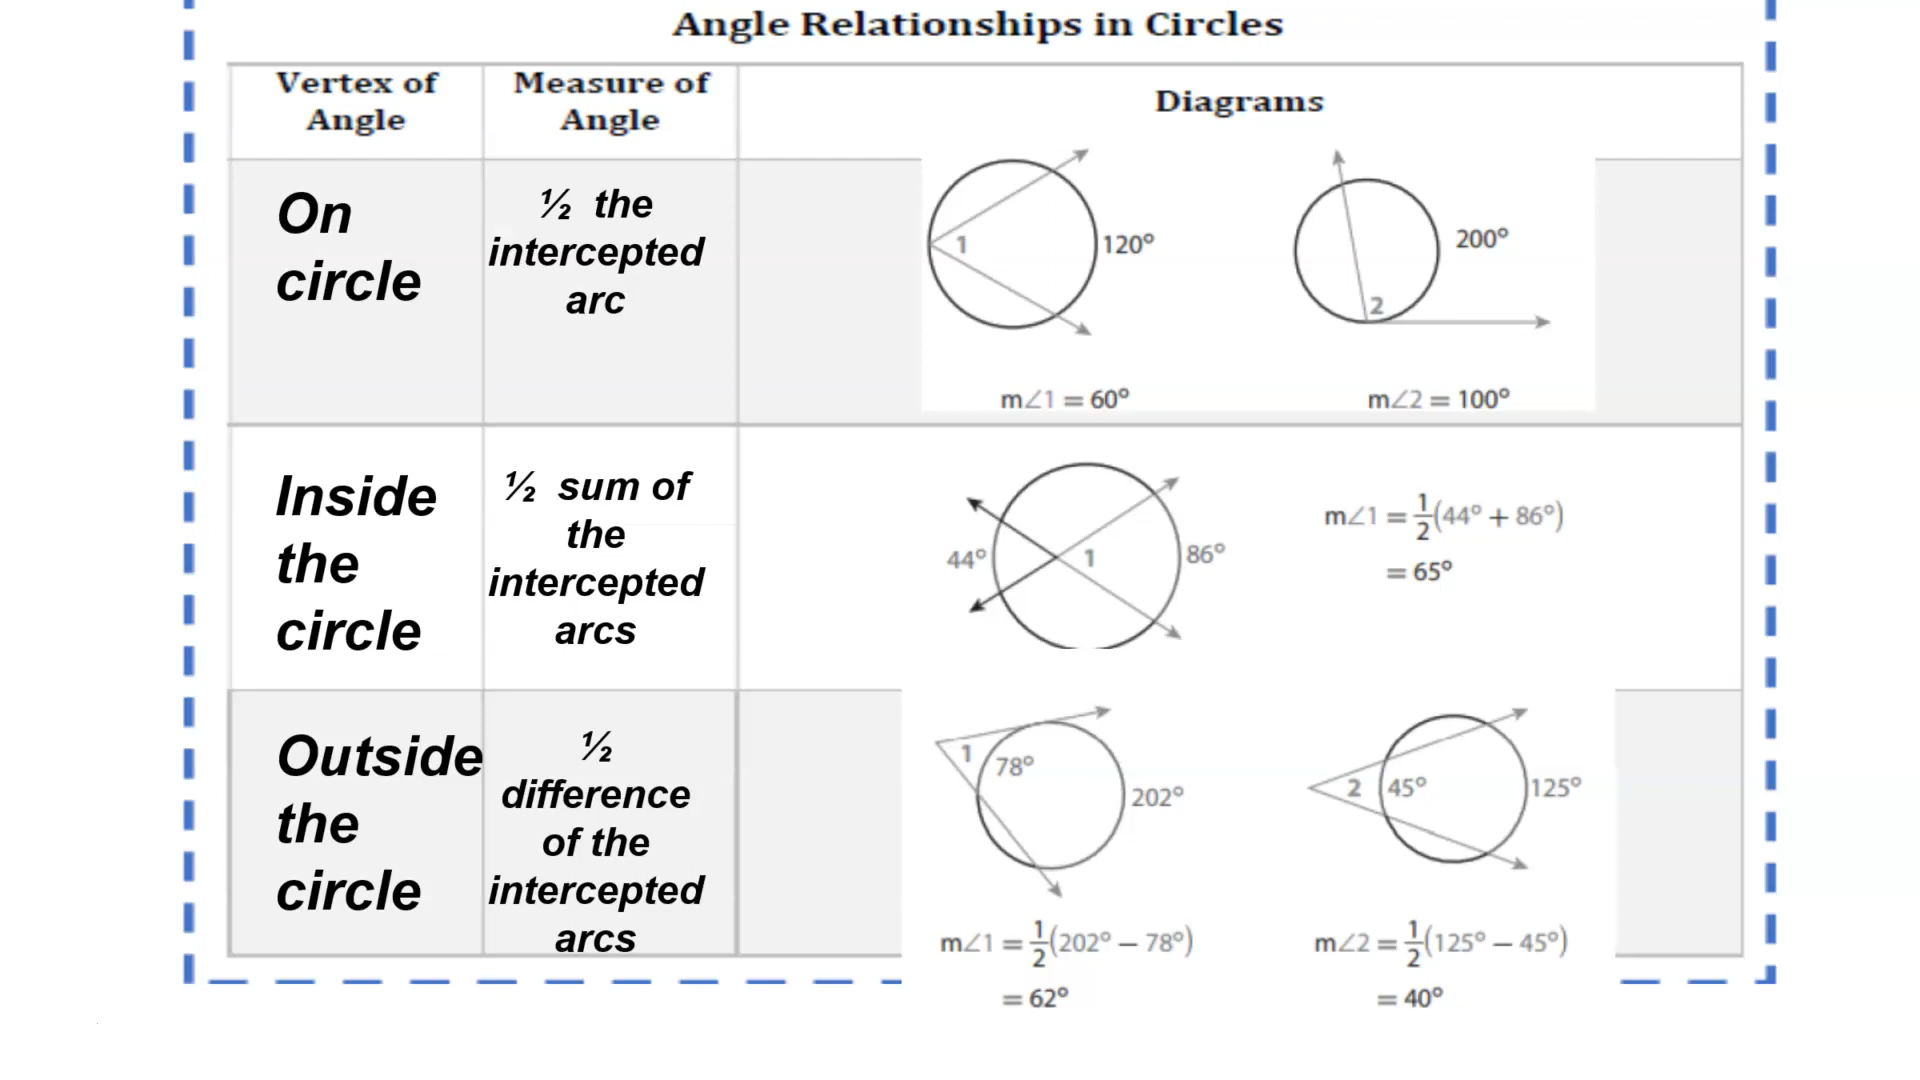 Angle Relationships in Circles
Vertex of
Angle
Measure of
Angle
Diagrams
On
circle
½ the
intercepted
arc
1
120°
m∠1 = 60°
2
200°
m∠2 = 100°
Inside
the
circle
½ sum of
the
intercepted
arcs
44°
1
86°
m∠1 = 1/2(44° + 86°)
= 65°
Outside
the
circle
½
difference
of the
intercepted
arcs
1
78°
202°
m∠1 = 1/2(202° – 78°)
= 62°
2
45°
125°
m∠2 = 1/2(125° – 45°)
= 40°